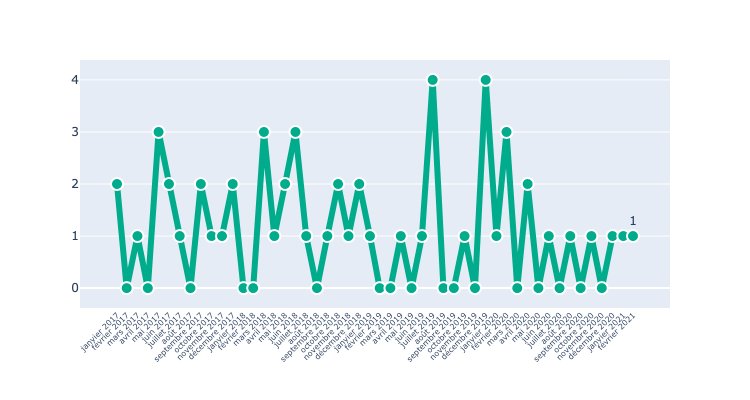 4
3
2
1
0
1
janvier 2017
février 2017
mars 2017
avril 2017
mai 2017
juin 2017
juillet 2017
août 2017
septembre 2017
octobre 2017
novembre 2017
décembre 2017
janvier 2018
février 2018
mars 2018
avril 2018
mai 2018
juin 2018
juillet 2018
août 2018
septembre 2018
octobre 2018
novembre 2018
décembre 2018
janvier 2019
février 2019
mars 2019
avril 2019
mai 2019
juin 2019
juillet 2019
août 2019
septembre 2019
octobre 2019
novembre 2019
décembre 2019
janvier 2020
février 2020
mars 2020
avril 2020
mai 2020
juin 2020
juillet 2020
août 2020
septembre 2020
octobre 2020
novembre 2020
décembre 2020
janvier 2021
février 2021